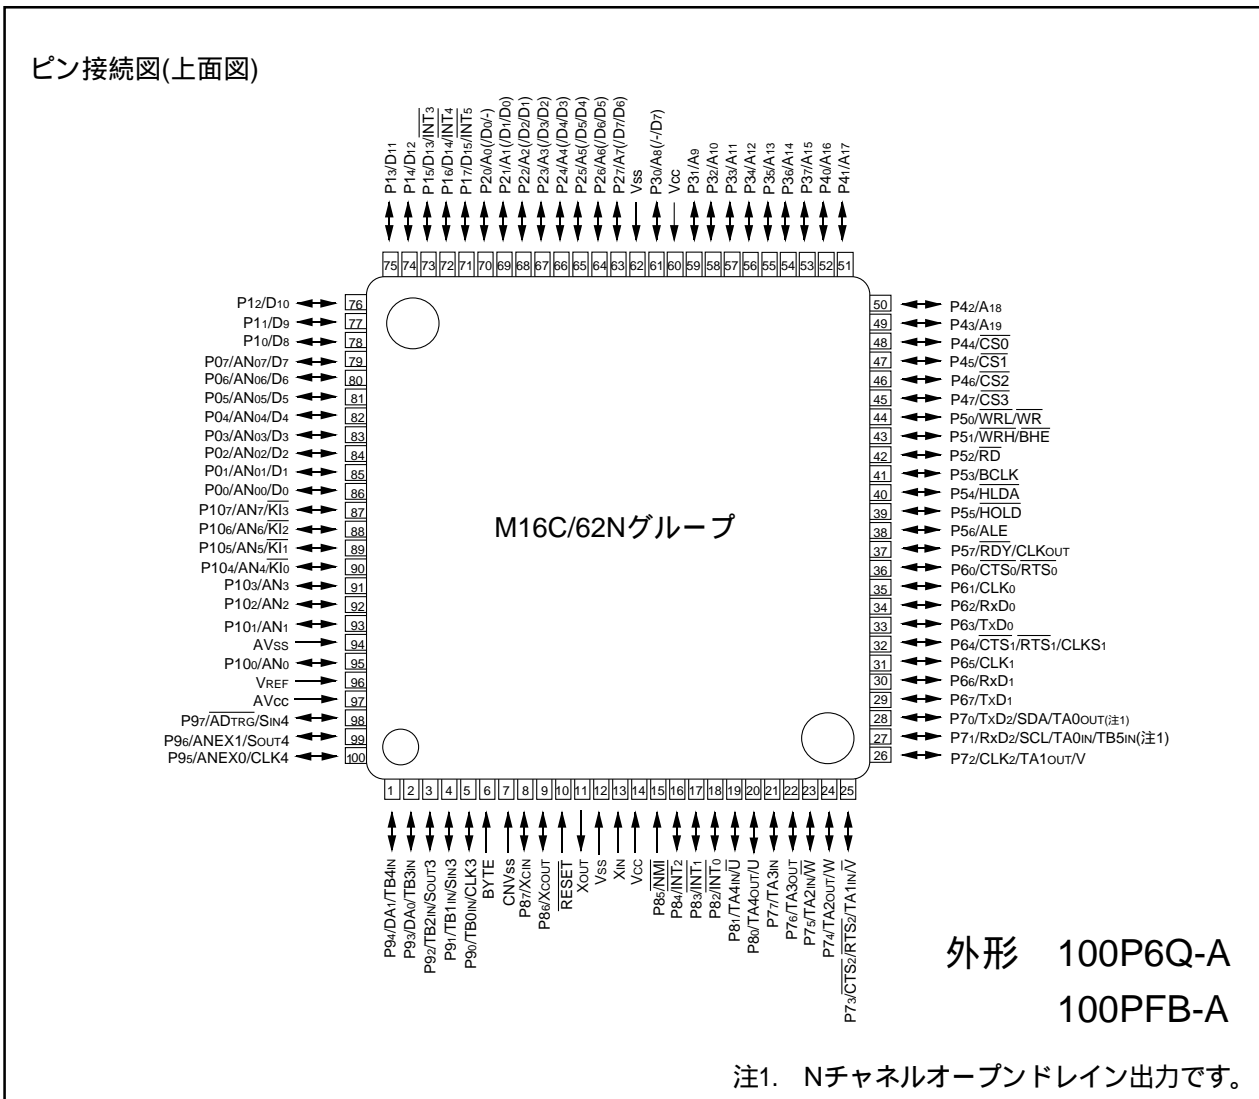 ピン接続図(上面図)
P13/D11
P14/D12
P15/D13/INT3
P16/D14/INT4
P17/D15/INT5
P20/A0(/D0/-)
P21/A1(/D1/D0)
P22/A2(/D2/D1)
P23/A3(/D3/D2)
P24/A4(/D4/D3)
P25/A5(/D5/D4)
P26/A6(/D6/D5)
P27/A7(/D7/D6)
Vss
P30/A8(/-/D7)
Vcc
P31/A9
P32/A10
P33/A11
P34/A12
P35/A13
P36/A14
P37/A15
P40/A16
P41/A17
75 74 73 72 71 70 69 68 67 66 65 64 63 62 61 60 59 58 57 56 55 54 53 52 51
P12/D10 76
P11/D9 77
P10/D8 78
P07/AN07/D7 79
P06/AN06/D6 80
P05/AN05/D5 81
P04/AN04/D4 82
P03/AN03/D3 83
P02/AN02/D2 84
P01/AN01/D1 85
P00/AN00/D0 86
P107/AN7/KI3 87
P106/AN6/KI2 88
P105/AN5/KI1 89
P104/AN4/KI0 90
P103/AN3 91
P102/AN2 92
P101/AN1 93
AVss 94
P100/AN0 95
VREF 96
AVcc 97
P97/ADTRG/SIN4 98
P96/ANEX1/SOUT4 99
P95/ANEX0/CLK4 100
M16C/62Nグループ
50 P42/A18
49 P43/A19
48 P44/CS0
47 P45/CS1
46 P46/CS2
45 P47/CS3
44 P50/WRL/WR
43 P51/WRH/BHE
42 P52/RD
41 P53/BCLK
40 P54/HLDA
39 P55/HOLD
38 P56/ALE
37 P57/RDY/CLKOUT
36 P60/CTS0/RTS0
35 P61/CLK0
34 P62/RxD0
33 P63/TxD0
32 P64/CTS1/RTS1/CLKS1
31 P65/CLK1
30 P66/RxD1
29 P67/TxD1
28 P70/TxD2/SDA/TA0OUT(注1)
27 P71/RxD2/SCL/TA0IN/TB5IN(注1)
26 P72/CLK2/TA1OUT/V
1 2 3 4 5 6 7 8 9 10 11 12 13 14 15 16 17 18 19 20 21 22 23 24 25
P94/DA1/TB4IN
P93/DA0/TB3IN
P92/TB2IN/SOUT3
P91/TB1IN/SIN3
P90/TB0IN/CLK3
BYTE
CNVss
P87/XCIN
P86/XCOUT
RESET
XOUT
Vss
XIN
Vcc
P85/NMI
P84/INT2
P83/INT1
P82/INT0
P81/TA4IN/U
P80/TA4OUT/U
P77/TA3IN
P76/TA3OUT
P75/TA2IN/W
P74/TA2OUT/W
P73/CTS2/RTS2/TA1IN/V
外形 100P6Q-A
100PFB-A
注1. Nチャネルオープンドレイン出力です。